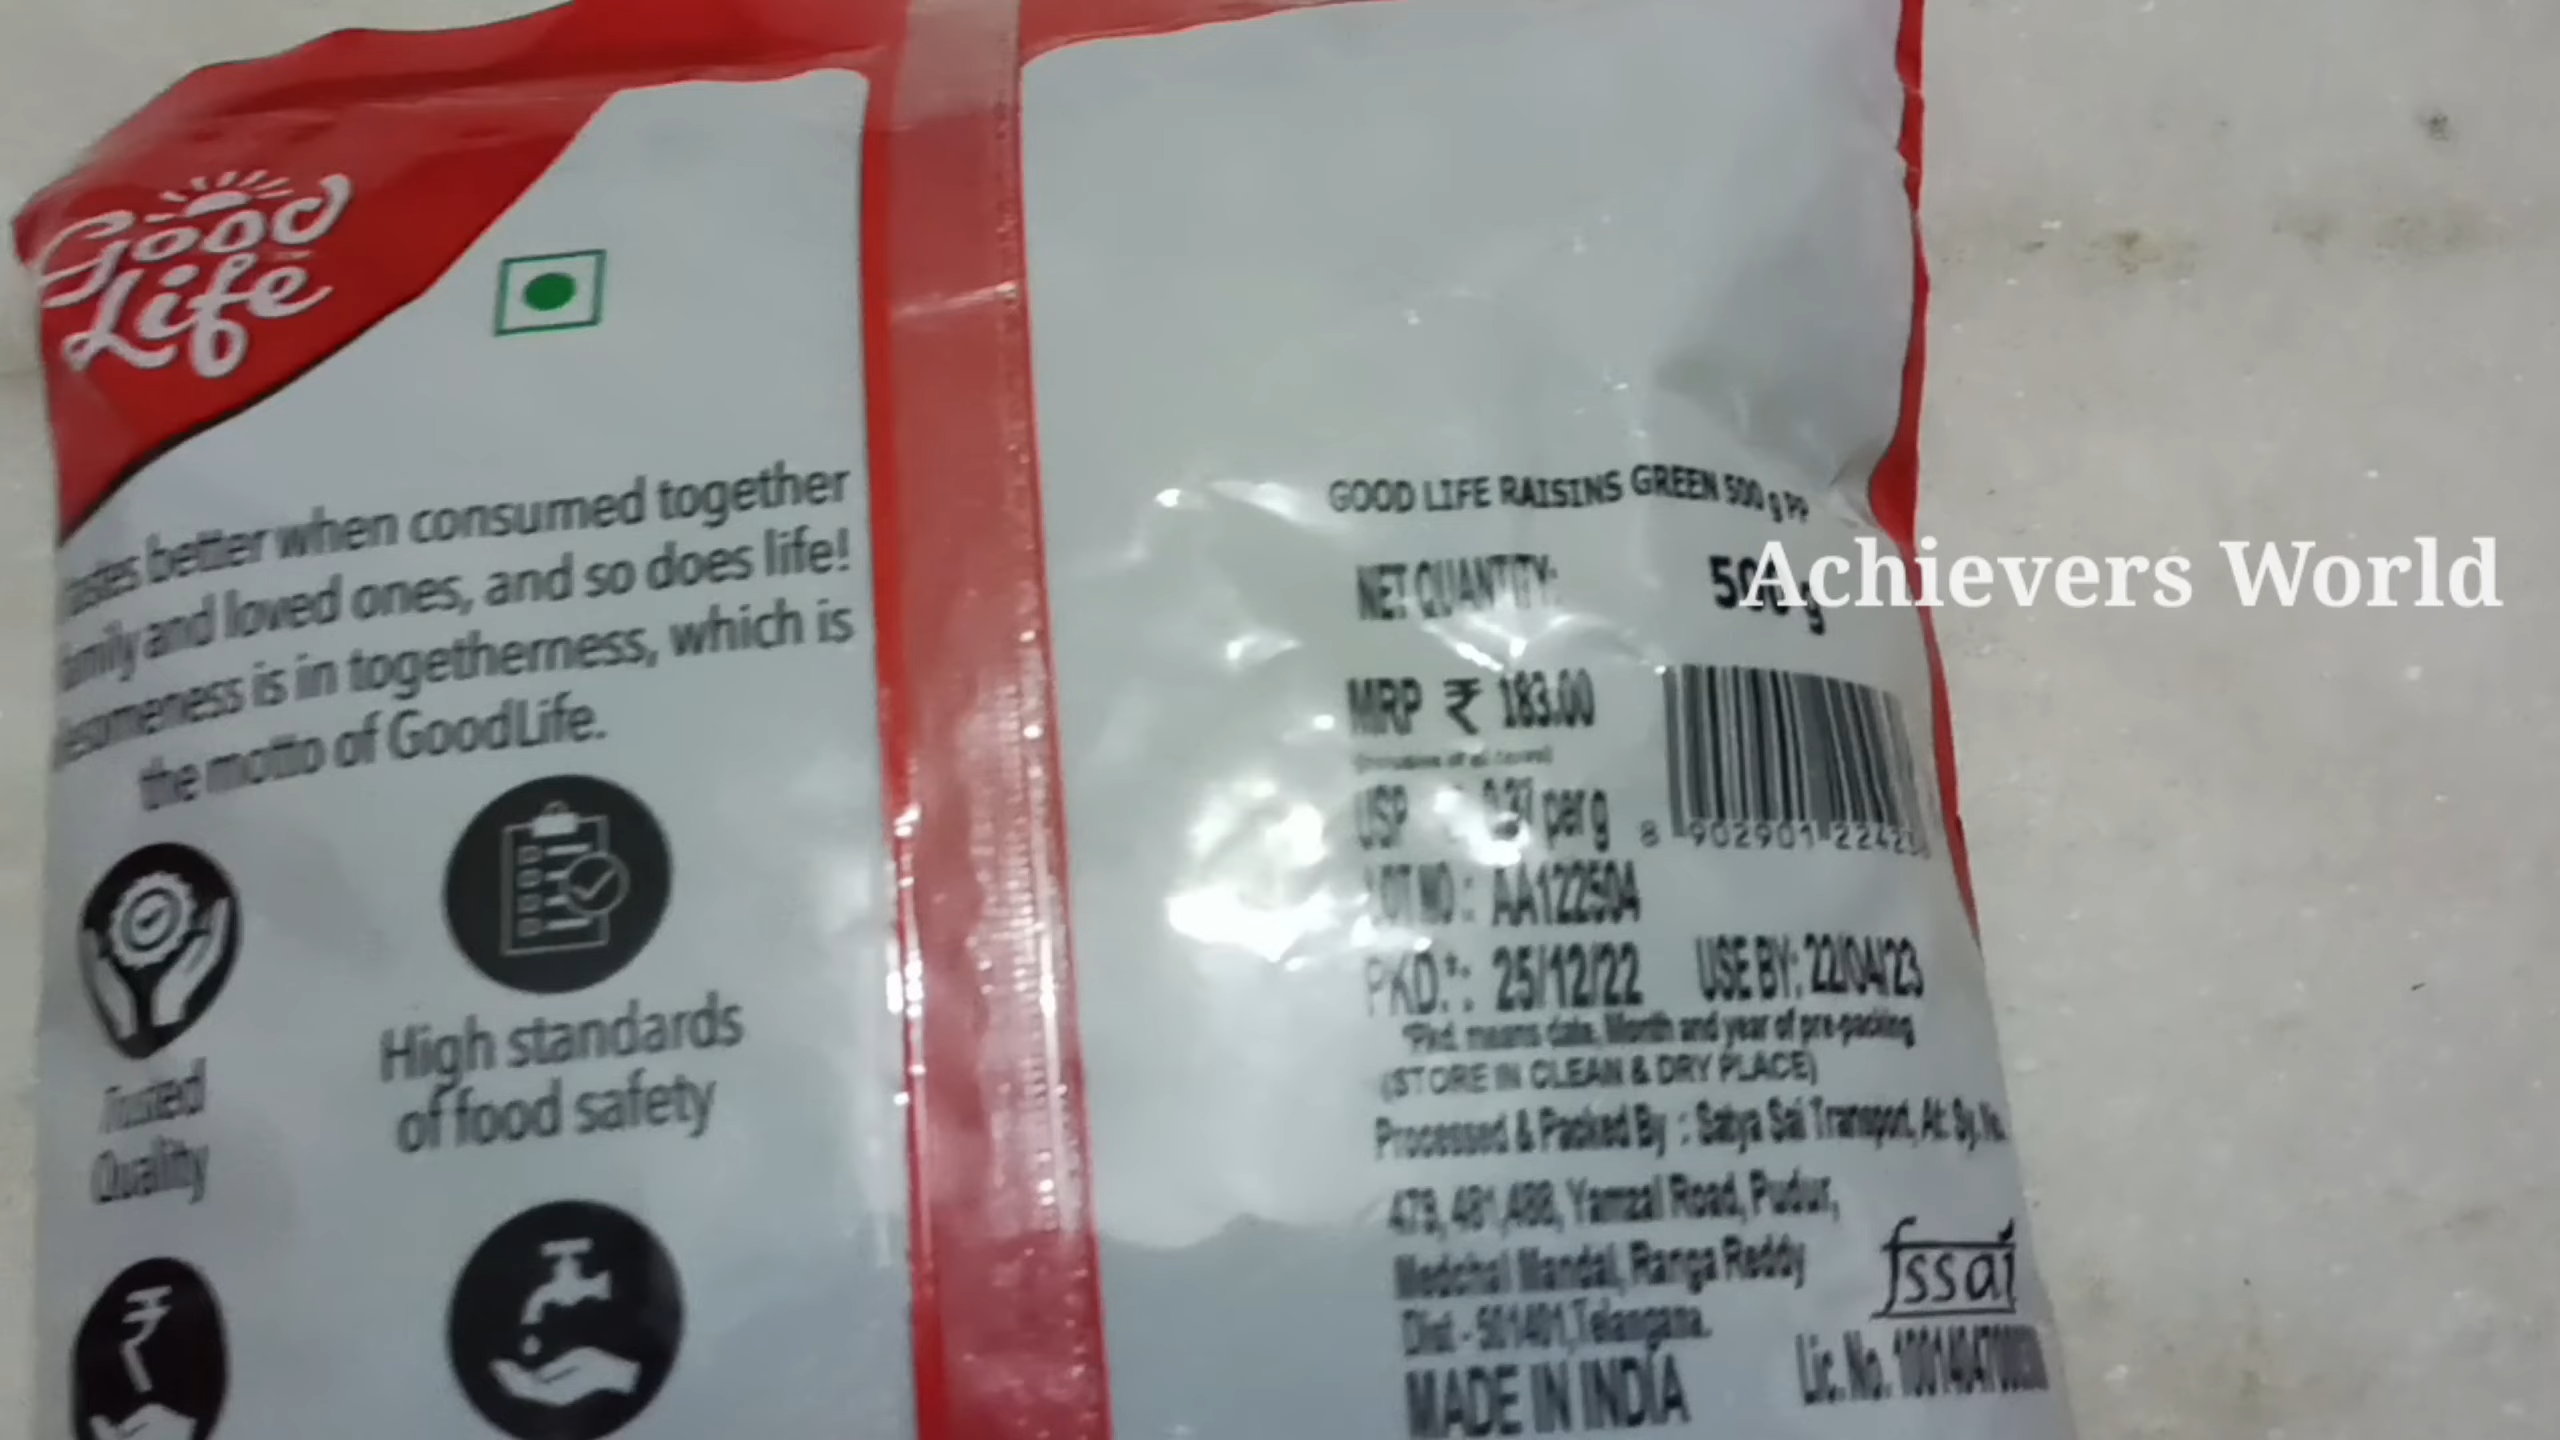 Good
Life
tastes better when consumed together
family and loved ones, and so does life!
is in togetherness, which is
the motto of GoodLife.
Trusted
Quality
High standards
of food safety
GOOD LIFE RAISINS GREEN 500 g PP
NET QUANTITY: 500 g
Achievers World
MRP ₹ 183.00
(Inclusive of all taxes)
USP 0.37 per g
8 902901 2242
LOT NO : AA122504
PKD.*: 25/12/22 USE BY: 22/04/23
*Pkd. means date, Month and year of pre-packing
(STORE IN CLEAN & DRY PLACE)
Processed & Packed By : Satya Sai Transport, At: Sy. No.
479, 481, 488, Yamzal Road, Pudur,
Medchal Mandal, Ranga Reddy
Dist - 501401, Telangana.
fssai
Lic. No.
MADE IN INDIA